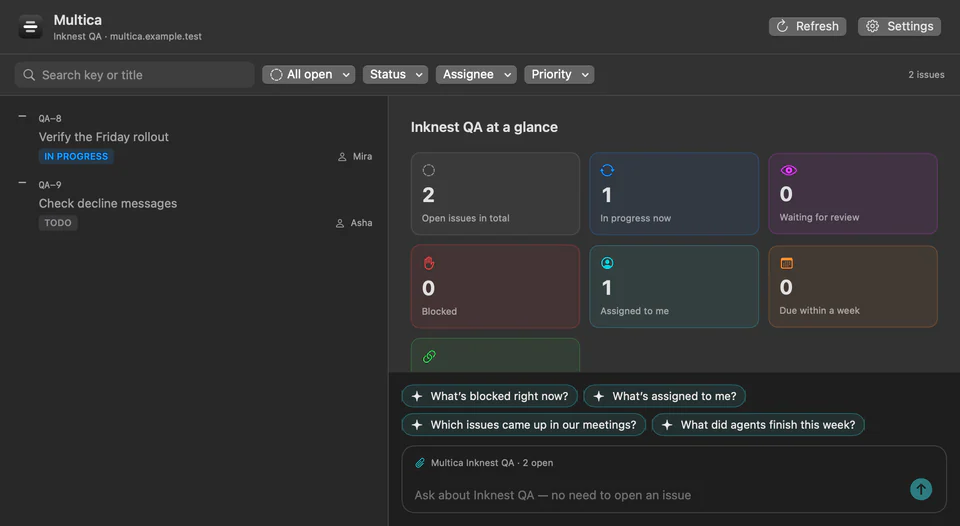 Multica
Inknest QA · multica.example.test
Refresh
Settings
Search key or title
All open
Status
Assignee
Priority
2 issues
QA-8
Verify the Friday rollout
IN PROGRESS
Mira
QA-9
Check decline messages
TODO
Asha
Inknest QA at a glance
2
Open issues in total
1
In progress now
0
Waiting for review
0
Blocked
1
Assigned to me
0
Due within a week
What's blocked right now?
What's assigned to me?
Which issues came up in our meetings?
What did agents finish this week?
Multica Inknest QA · 2 open
Ask about Inknest QA — no need to open an issue